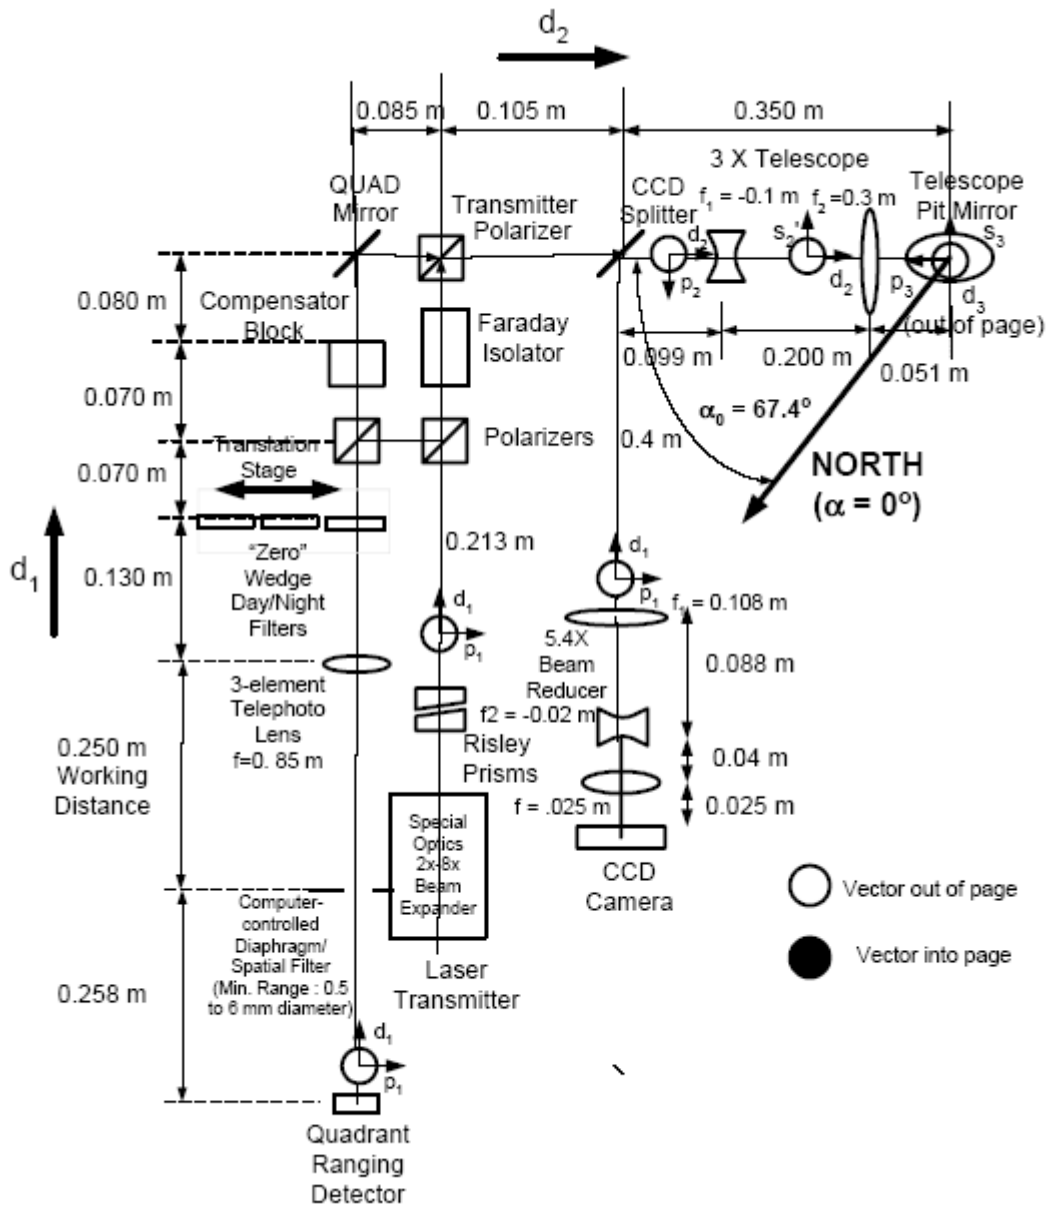 d2
0.085 m
0.105 m
0.350 m
3 X Telescope
QUAD
Mirror
Transmitter
Polarizer
CCD
Splitter
f1 = -0.1 m
f2=0.3 m
Telescope
Pit Mirror
d2
p2
s2'
d2
s3
p3
d3
(out of page)
0.080 m
Compensator
Block
Faraday
Isolator
0.099 m
0.200 m
0.051 m
α0 = 67.4º
0.070 m
Polarizers
0.4 m
NORTH
(α = 0º)
0.070 m
Translation
Stage
d1
0.130 m
"Zero"
Wedge
Day/Night
Filters
0.213 m
d1
p1
d1
p1
f1 = 0.108 m
5.4X
Beam
Reducer
0.088 m
3-element
Telephoto
Lens
f=0. 85 m
f2 = -0.02 m
Risley
Prisms
0.250 m
Working
Distance
0.04 m
f = .025 m
0.025 m
Special
Optics
2x-8x
Beam
Expander
CCD
Camera
Vector out of page
Vector into page
Computer-
controlled
Diaphragm/
Spatial Filter
(Min. Range : 0.5
to 6 mm diameter)
Laser
Transmitter
0.258 m
d1
p1
Quadrant
Ranging
Detector